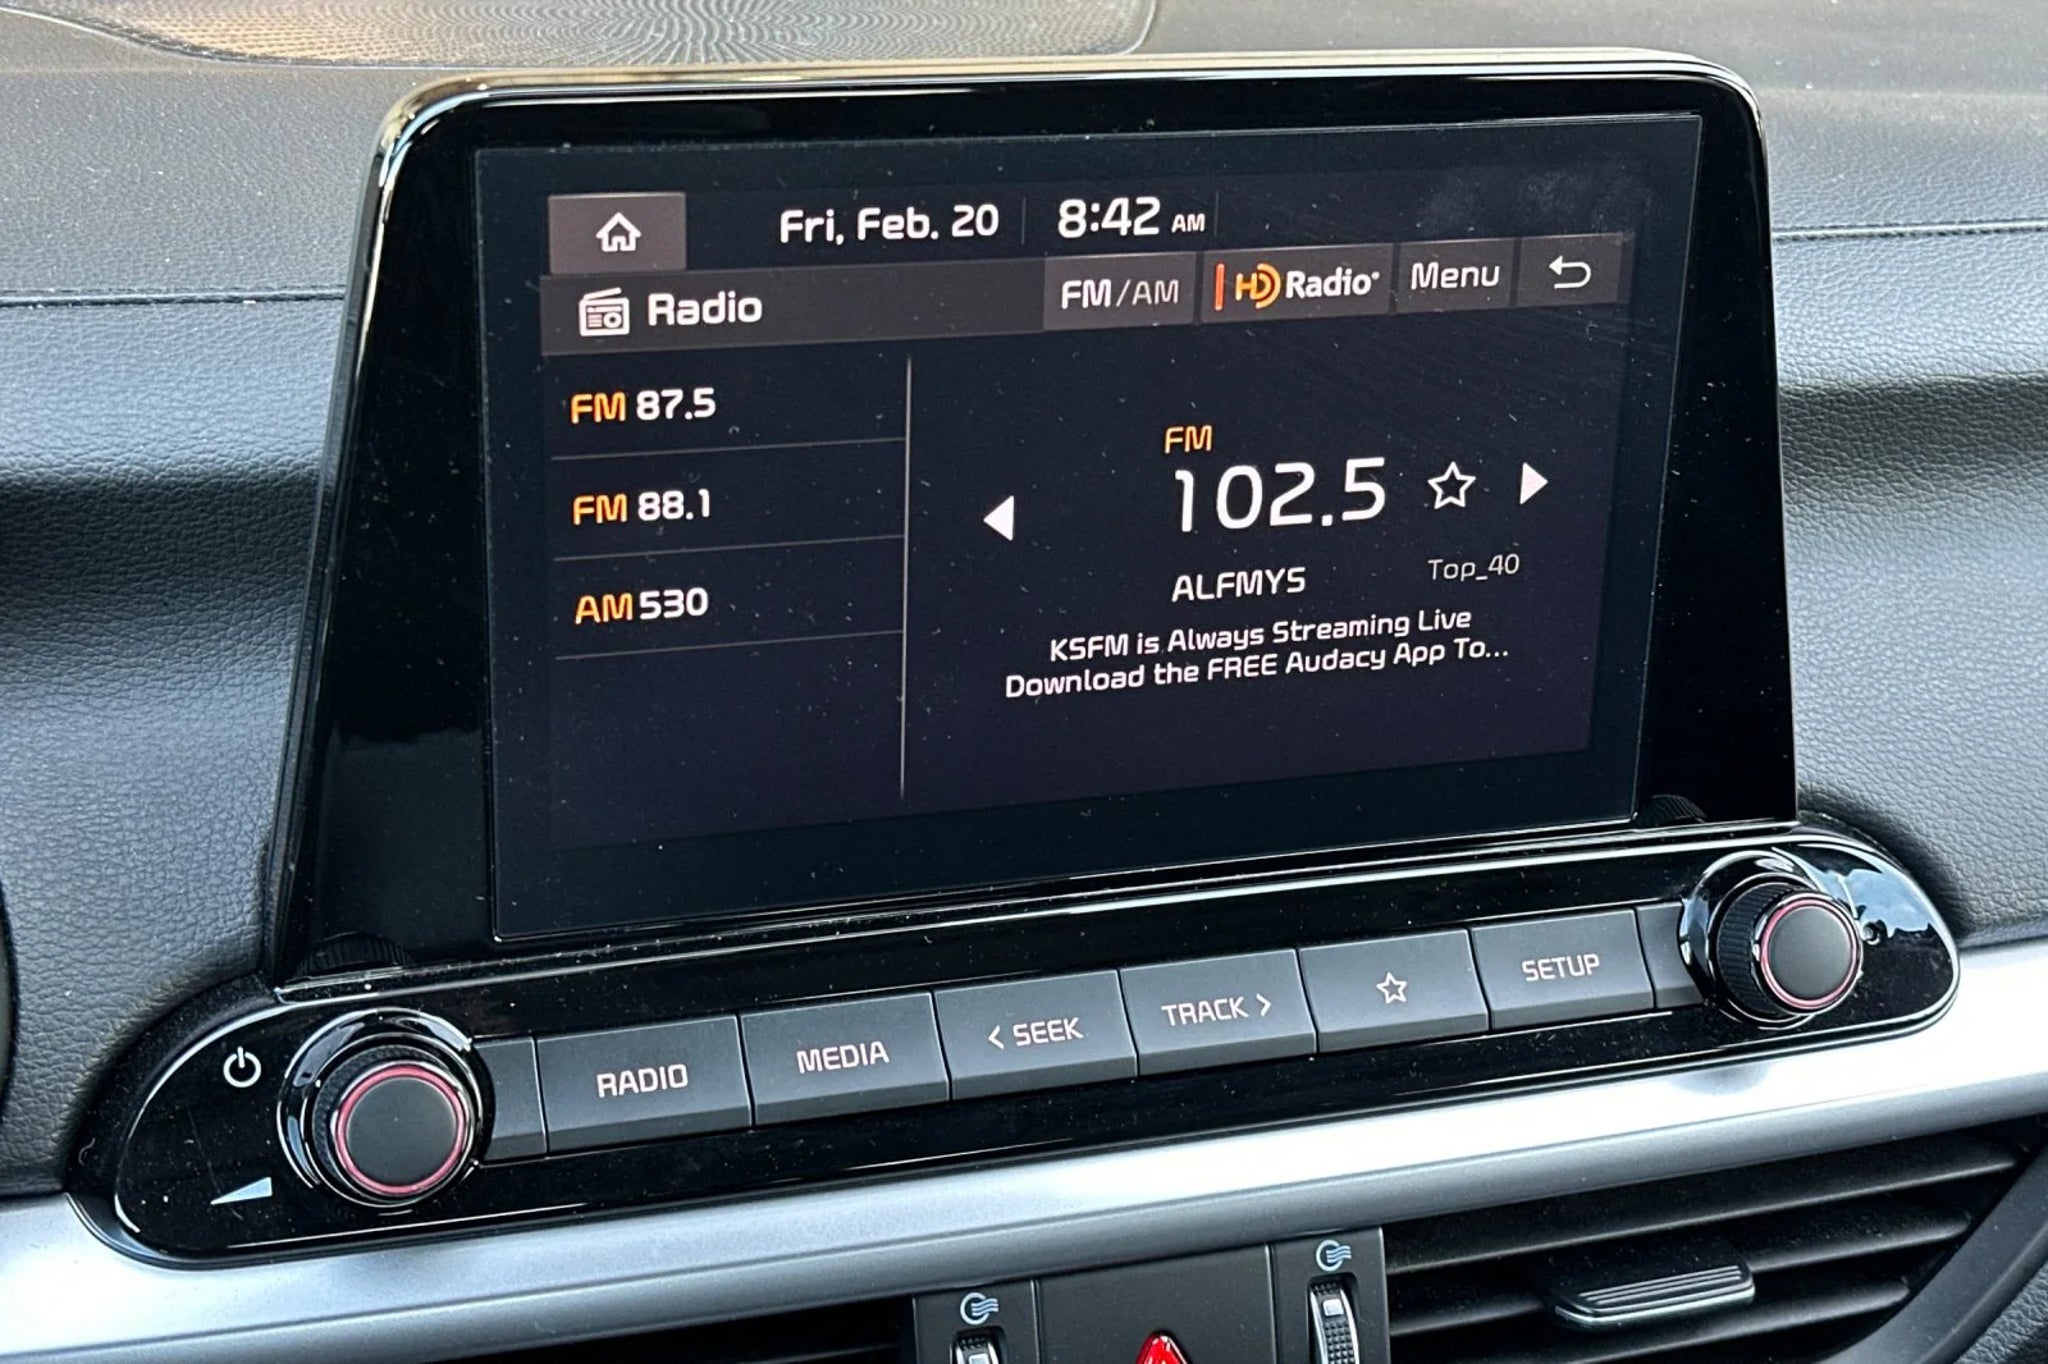 Fri, Feb. 20 8:42 AM
Radio FM/AM HD Radio Menu
FM 87.5
FM 88.1
AM 530
FM
102.5
ALFMYS Top_40
KSFM is Always Streaming Live
Download the FREE Audacy App To...
RADIO MEDIA < SEEK TRACK > SETUP